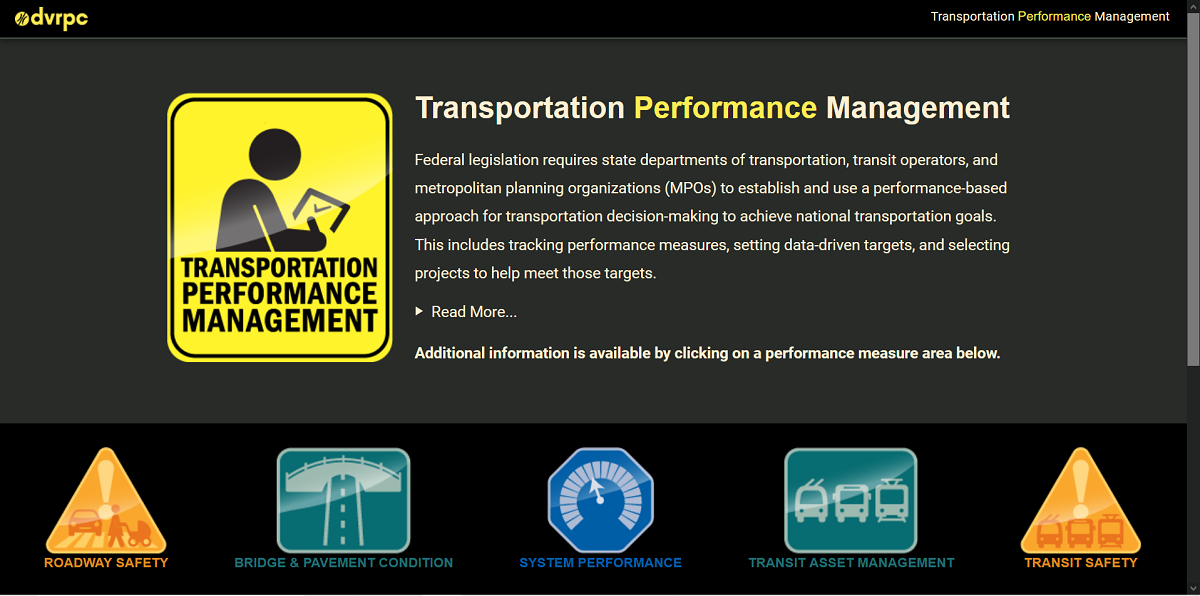 dvrpc
Transportation Performance Management
Transportation Performance Management
Federal legislation requires state departments of transportation, transit operators, and
metropolitan planning organizations (MPOs) to establish and use a performance-based
approach for transportation decision-making to achieve national transportation goals.
This includes tracking performance measures, setting data-driven targets, and selecting
projects to help meet those targets.
Read More...
Additional information is available by clicking on a performance measure area below.
TRANSPORTATION
PERFORMANCE
MANAGEMENT
ROADWAY SAFETY
BRIDGE & PAVEMENT CONDITION
SYSTEM PERFORMANCE
TRANSIT ASSET MANAGEMENT
TRANSIT SAFETY